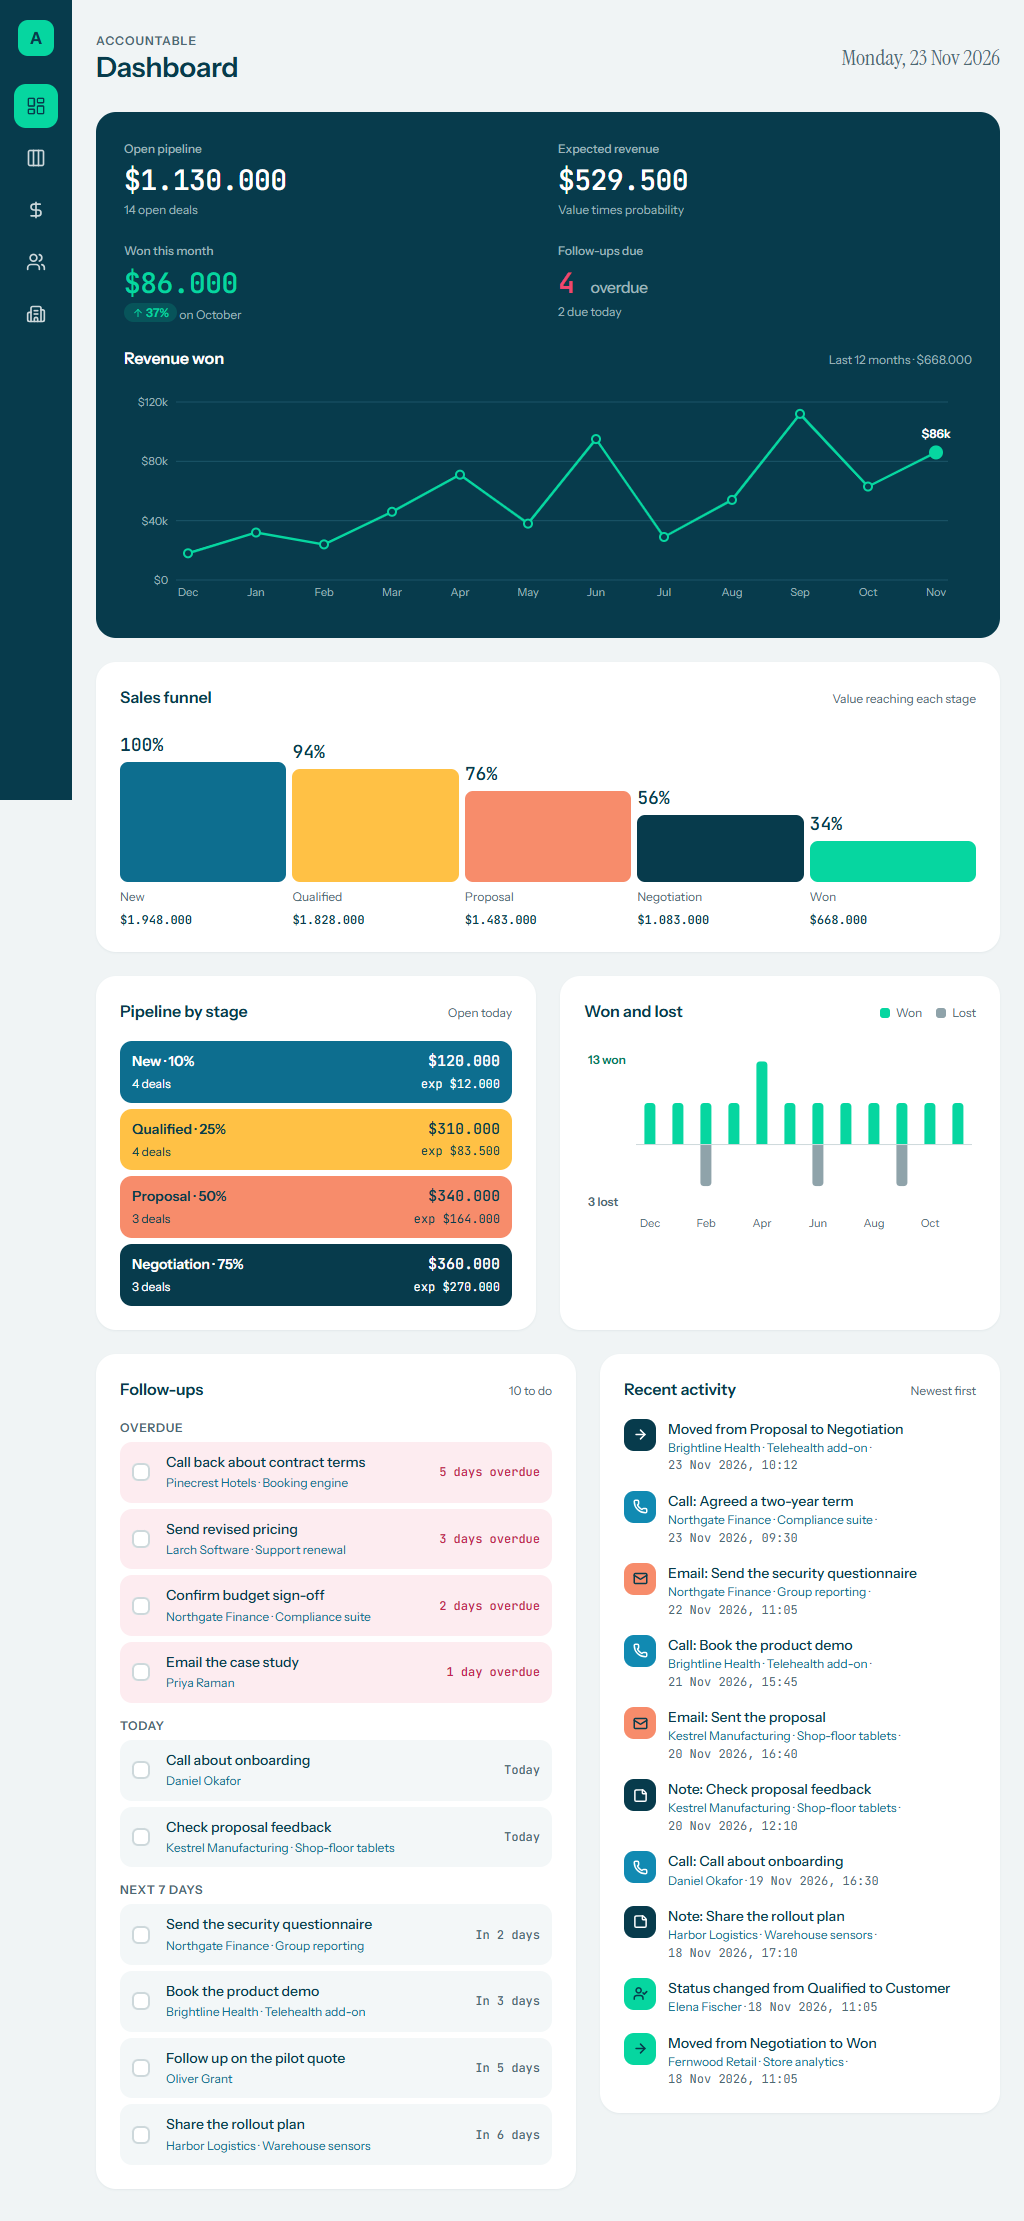 A
ACCOUNTABLE
Dashboard
Monday, 23 Nov 2026
Open pipeline
$1.130.000
14 open deals
Expected revenue
$529.500
Value times probability
Won this month
$86.000
↑ 37% on October
Follow-ups due
4 overdue
2 due today
Revenue won
Last 12 months · $668.000
$120k
$80k
$40k
$0
$86k
Dec Jan Feb Mar Apr May Jun Jul Aug Sep Oct Nov
Sales funnel
Value reaching each stage
100%
94%
76%
56%
34%
New
Qualified
Proposal
Negotiation
Won
$1.948.000
$1.828.000
$1.483.000
$1.083.000
$668.000
Pipeline by stage
Open today
New · 10% $120.000
4 deals exp $12.000
Qualified · 25% $310.000
4 deals exp $83.500
Proposal · 50% $340.000
3 deals exp $164.000
Negotiation · 75% $360.000
3 deals exp $270.000
Won and lost
Won Lost
13 won
3 lost
Dec Feb Apr Jun Aug Oct
Follow-ups
10 to do
OVERDUE
Call back about contract terms
Pinecrest Hotels · Booking engine
5 days overdue
Send revised pricing
Larch Software · Support renewal
3 days overdue
Confirm budget sign-off
Northgate Finance · Compliance suite
2 days overdue
Email the case study
Priya Raman
1 day overdue
TODAY
Call about onboarding
Daniel Okafor
Today
Check proposal feedback
Kestrel Manufacturing · Shop-floor tablets
Today
NEXT 7 DAYS
Send the security questionnaire
Northgate Finance · Group reporting
In 2 days
Book the product demo
Brightline Health · Telehealth add-on
In 3 days
Follow up on the pilot quote
Oliver Grant
In 5 days
Share the rollout plan
Harbor Logistics · Warehouse sensors
In 6 days
Recent activity
Newest first
Moved from Proposal to Negotiation
Brightline Health · Telehealth add-on ·
23 Nov 2026, 10:12
Call: Agreed a two-year term
Northgate Finance · Compliance suite ·
23 Nov 2026, 09:30
Email: Send the security questionnaire
Northgate Finance · Group reporting ·
22 Nov 2026, 11:05
Call: Book the product demo
Brightline Health · Telehealth add-on ·
21 Nov 2026, 15:45
Email: Sent the proposal
Kestrel Manufacturing · Shop-floor tablets ·
20 Nov 2026, 16:40
Note: Check proposal feedback
Kestrel Manufacturing · Shop-floor tablets ·
20 Nov 2026, 12:10
Call: Call about onboarding
Daniel Okafor · 19 Nov 2026, 16:30
Note: Share the rollout plan
Harbor Logistics · Warehouse sensors ·
18 Nov 2026, 17:10
Status changed from Qualified to Customer
Elena Fischer · 18 Nov 2026, 11:05
Moved from Negotiation to Won
Fernwood Retail · Store analytics ·
18 Nov 2026, 11:05